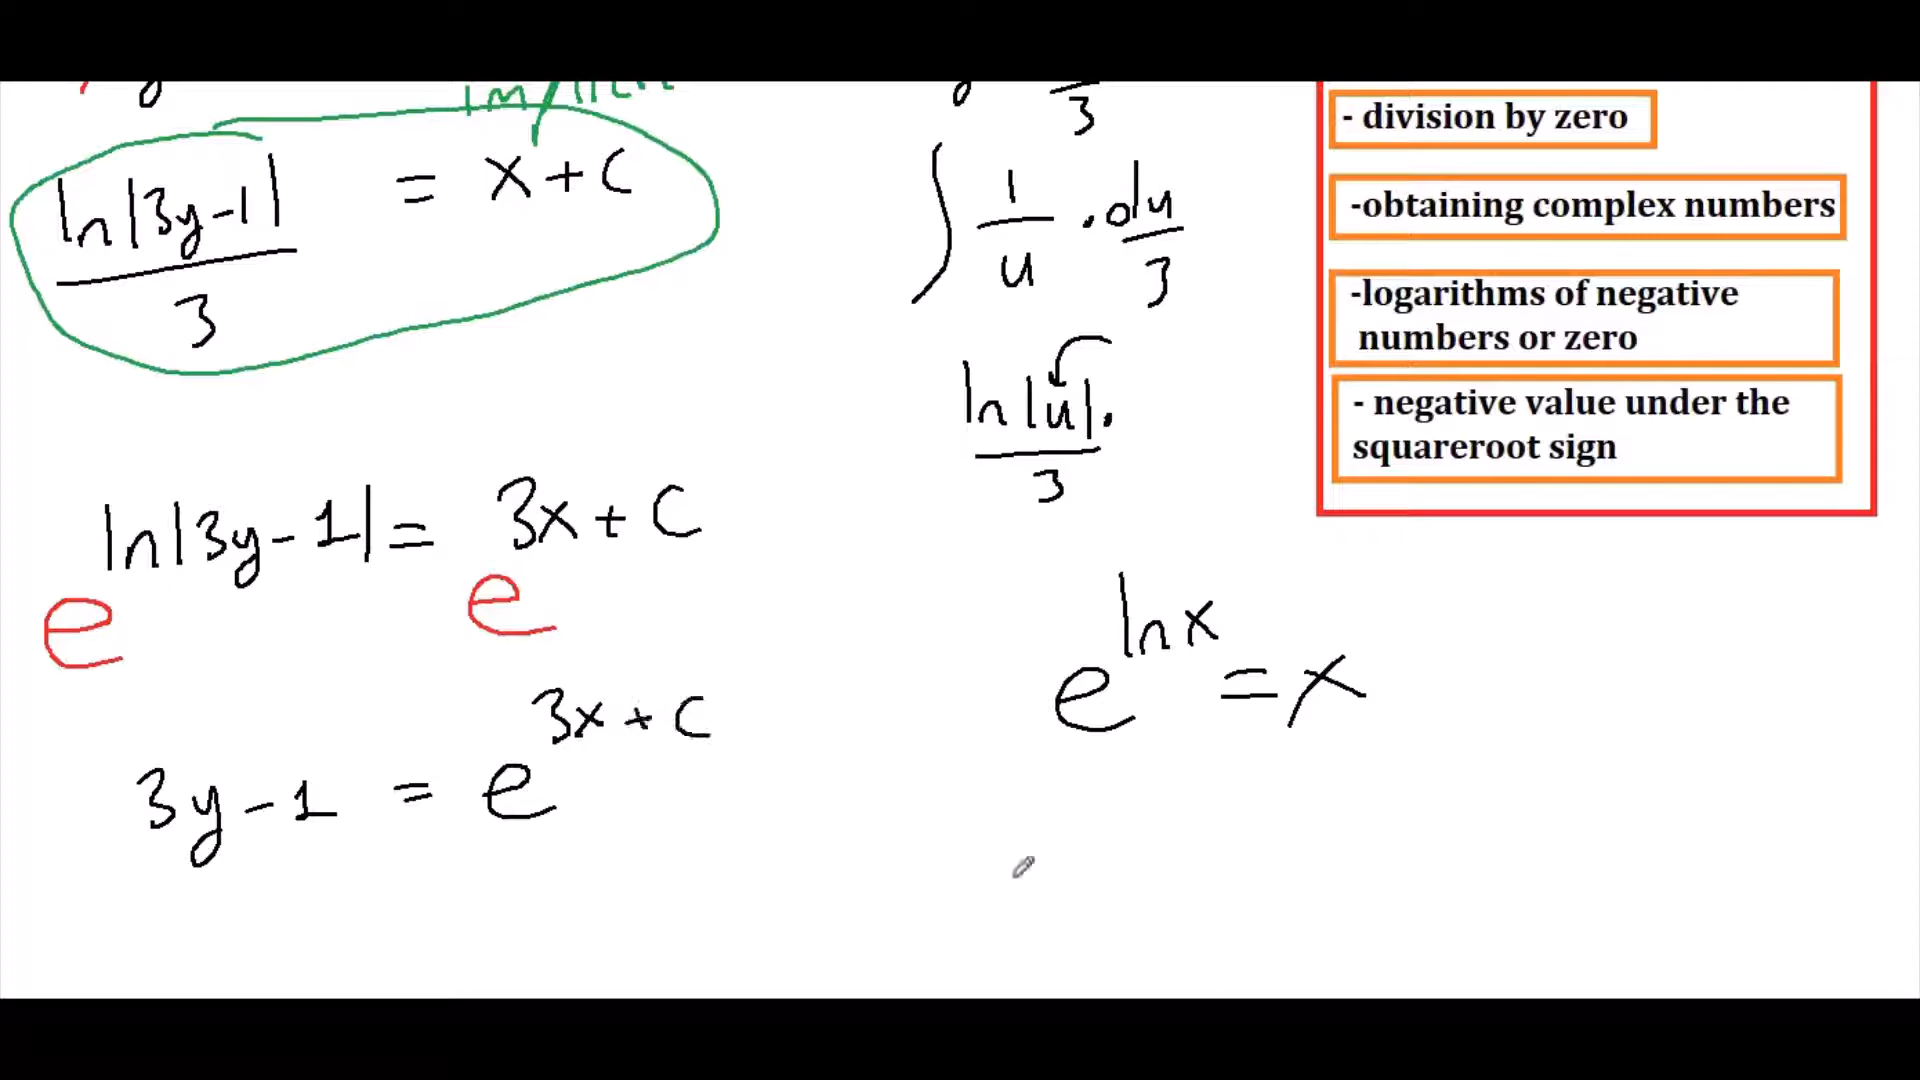 ln|3y-1| / 3 = x+c
ln|3y-1| = 3x+c
e e
3y-1 = e^(3x+c)
3
∫ 1/u · du/3
ln|u|· / 3
e^(ln x) = x
- division by zero
-obtaining complex numbers
-logarithms of negative
numbers or zero
- negative value under the
squareroot sign